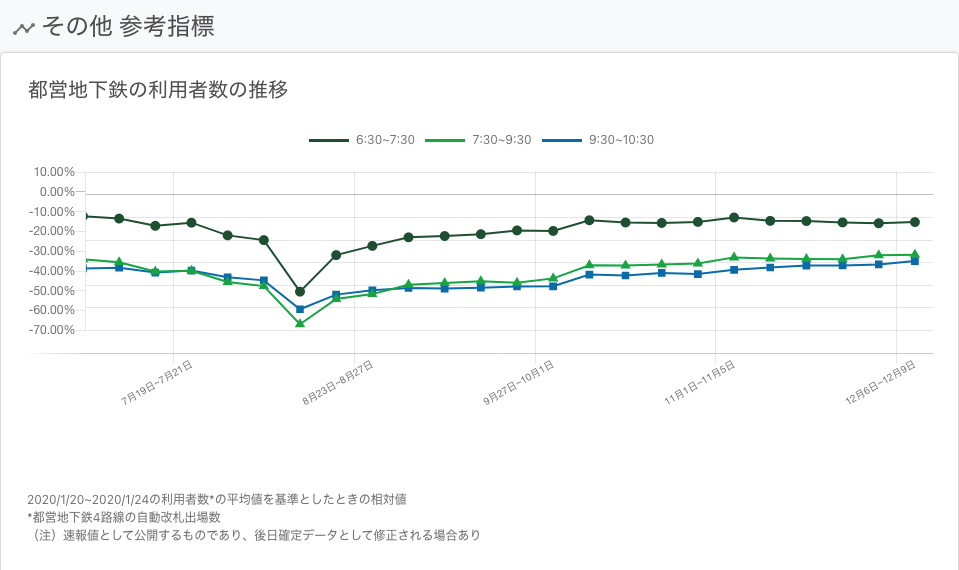 その他 参考指標
都営地下鉄の利用者数の推移
6:30~7:30 7:30~9:30 9:30~10:30
10.00%
0.00%
-10.00%
-20.00%
-30.00%
-40.00%
-50.00%
-60.00%
-70.00%
7月19日~7月21日 8月23日~8月27日 9月27日~10月1日 11月1日~11月5日 12月6日~12月9日
2020/1/20~2020/1/24の利用者数*の平均値を基準としたときの相対値
*都営地下鉄4路線の自動改札出場数
（注）速報値として公開するものであり、後日確定データとして修正される場合あり